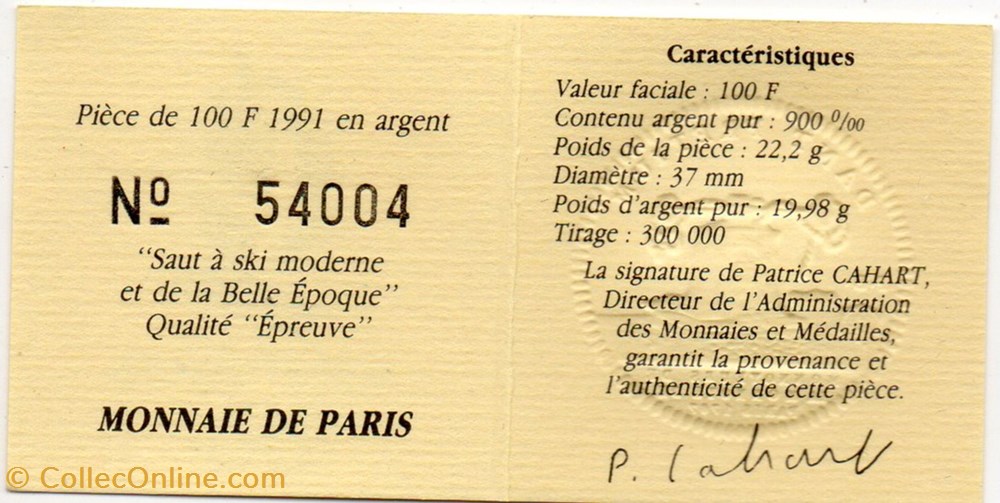 Pièce de 100 F 1991 en argent
Nº 54004
"Saut à ski moderne
et de la Belle Époque"
Qualité "Épreuve"
MONNAIE DE PARIS
Caractéristiques
Valeur faciale : 100 F
Contenu argent pur : 900 ⁰/₀₀
Poids de la pièce : 22,2 g
Diamètre : 37 mm
Poids d'argent pur : 19,98 g
Tirage : 300 000
La signature de Patrice CAHART,
Directeur de l'Administration
des Monnaies et Médailles,
garantit la provenance et
l'authenticité de cette pièce.
P. Cahart
© CollecOnline.com